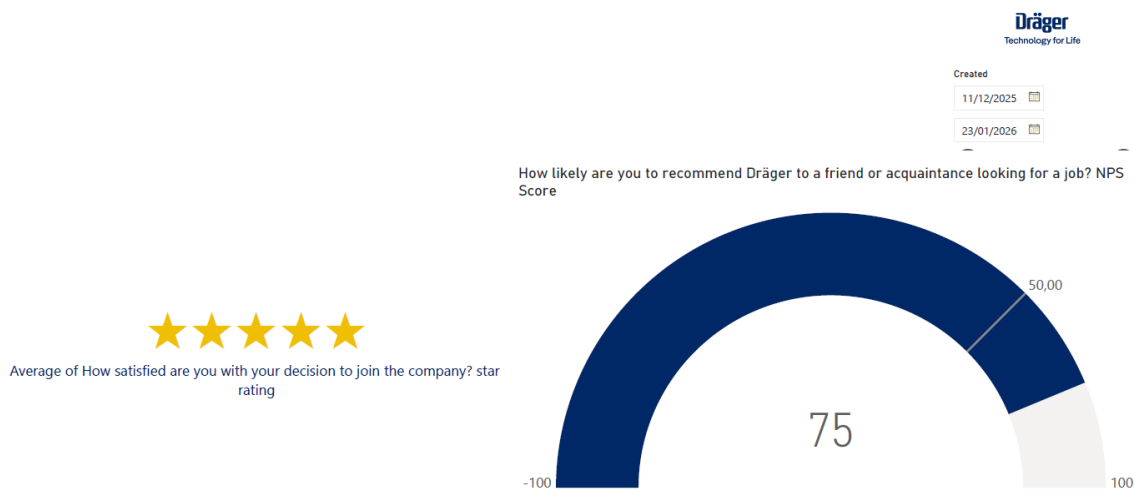 Dräger
Technology for Life
Created
11/12/2025
23/01/2026
How likely are you to recommend Dräger to a friend or acquaintance looking for a job? NPS
Score
50,00
Average of How satisfied are you with your decision to join the company? star
rating
75
-100
100